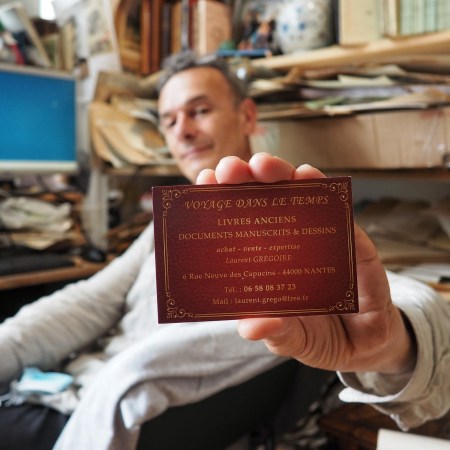 VOYAGE DANS LE TEMPS
LIVRES ANCIENS
DOCUMENTS MANUSCRITS & DESSINS
achat - vente - expertise
Laurent GREGOIRE
6 Rue Neuve des Capucins - 44000 NANTES
Tél. : 06 58 08 37 23
Mail : laurent.grego@free.fr